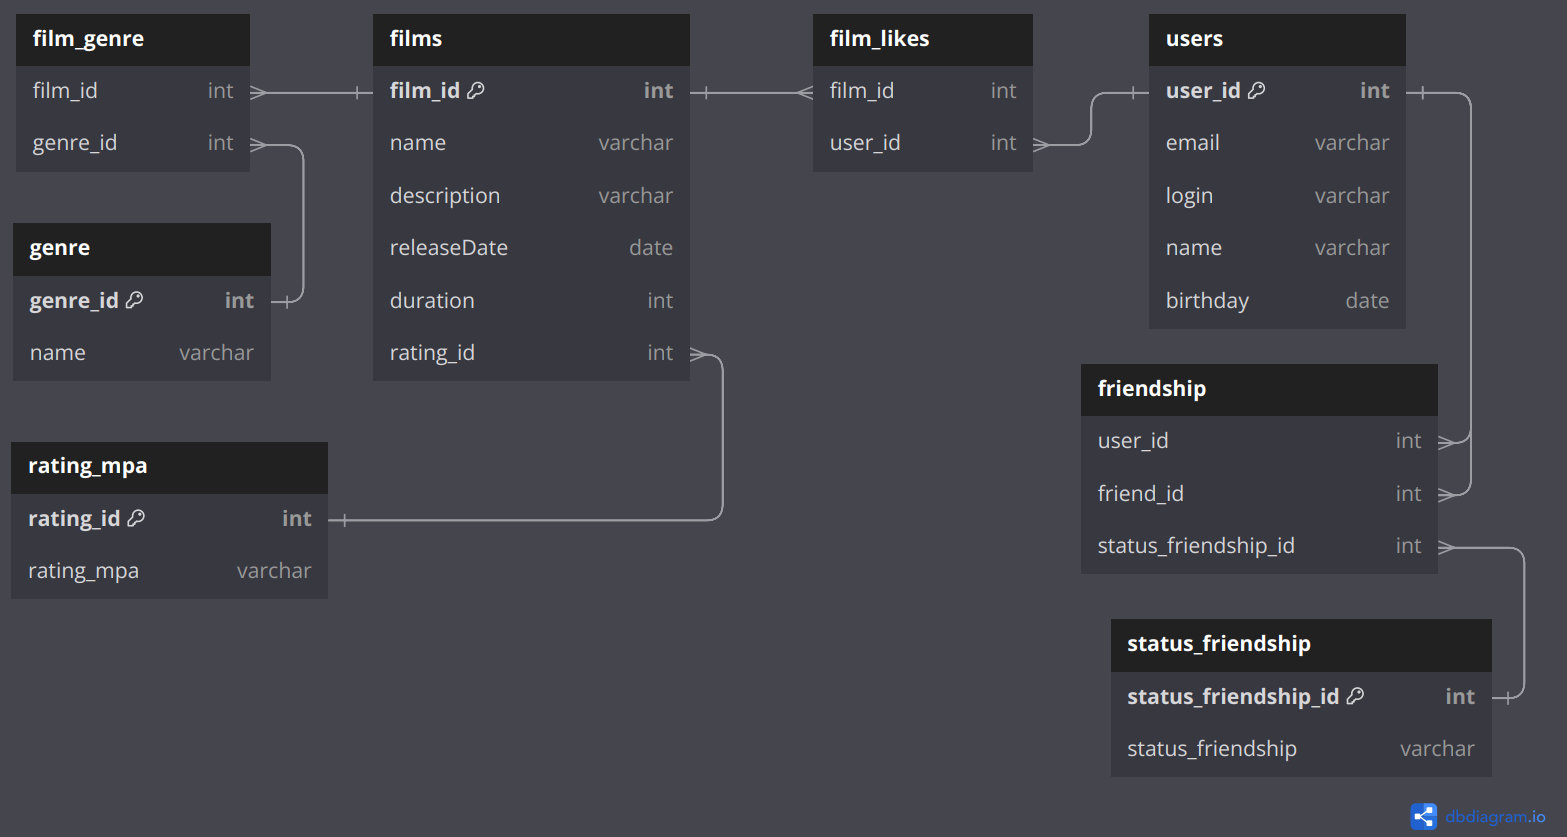 film_genre
film_id int
genre_id int
films
film_id int
name varchar
description varchar
releaseDate date
duration int
rating_id int
film_likes
film_id int
user_id int
users
user_id int
email varchar
login varchar
name varchar
birthday date
genre
genre_id int
name varchar
rating_mpa
rating_id int
rating_mpa varchar
friendship
user_id int
friend_id int
status_friendship_id int
status_friendship
status_friendship_id int
status_friendship varchar
dbdiagram.io